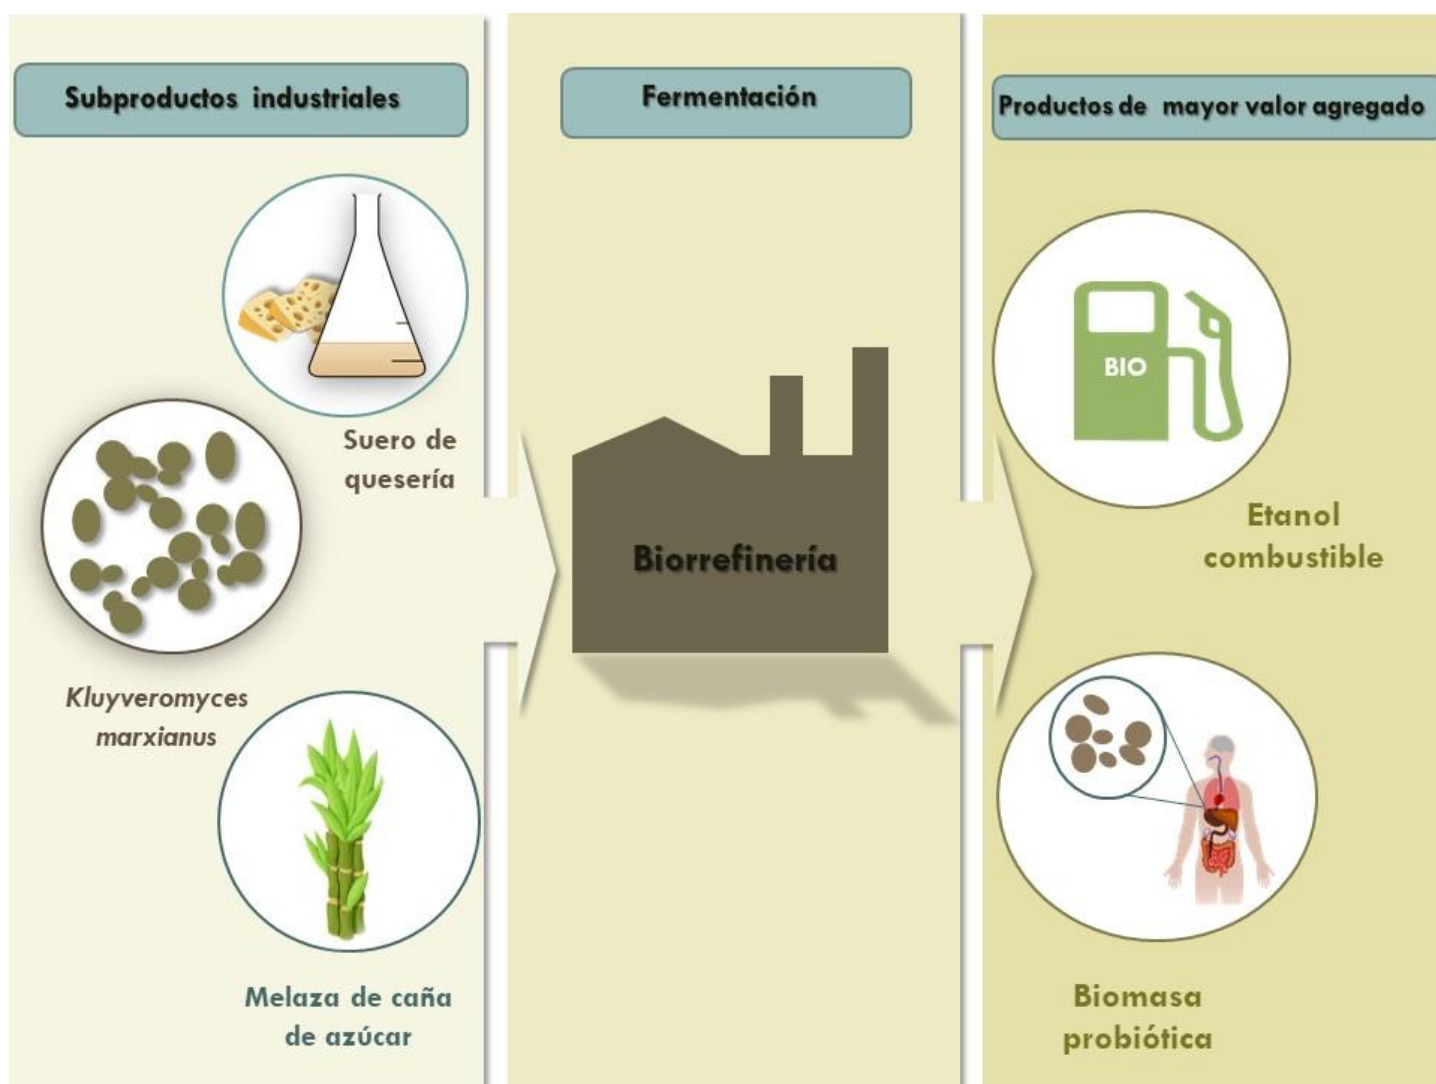 Subproductos industriales
Suero de
quesería
Kluyveromyces
marxianus
Melaza de caña
de azúcar
Fermentación
Biorrefinería
Productos de mayor valor agregado
BIO
Etanol
combustible
Biomasa
probiótica